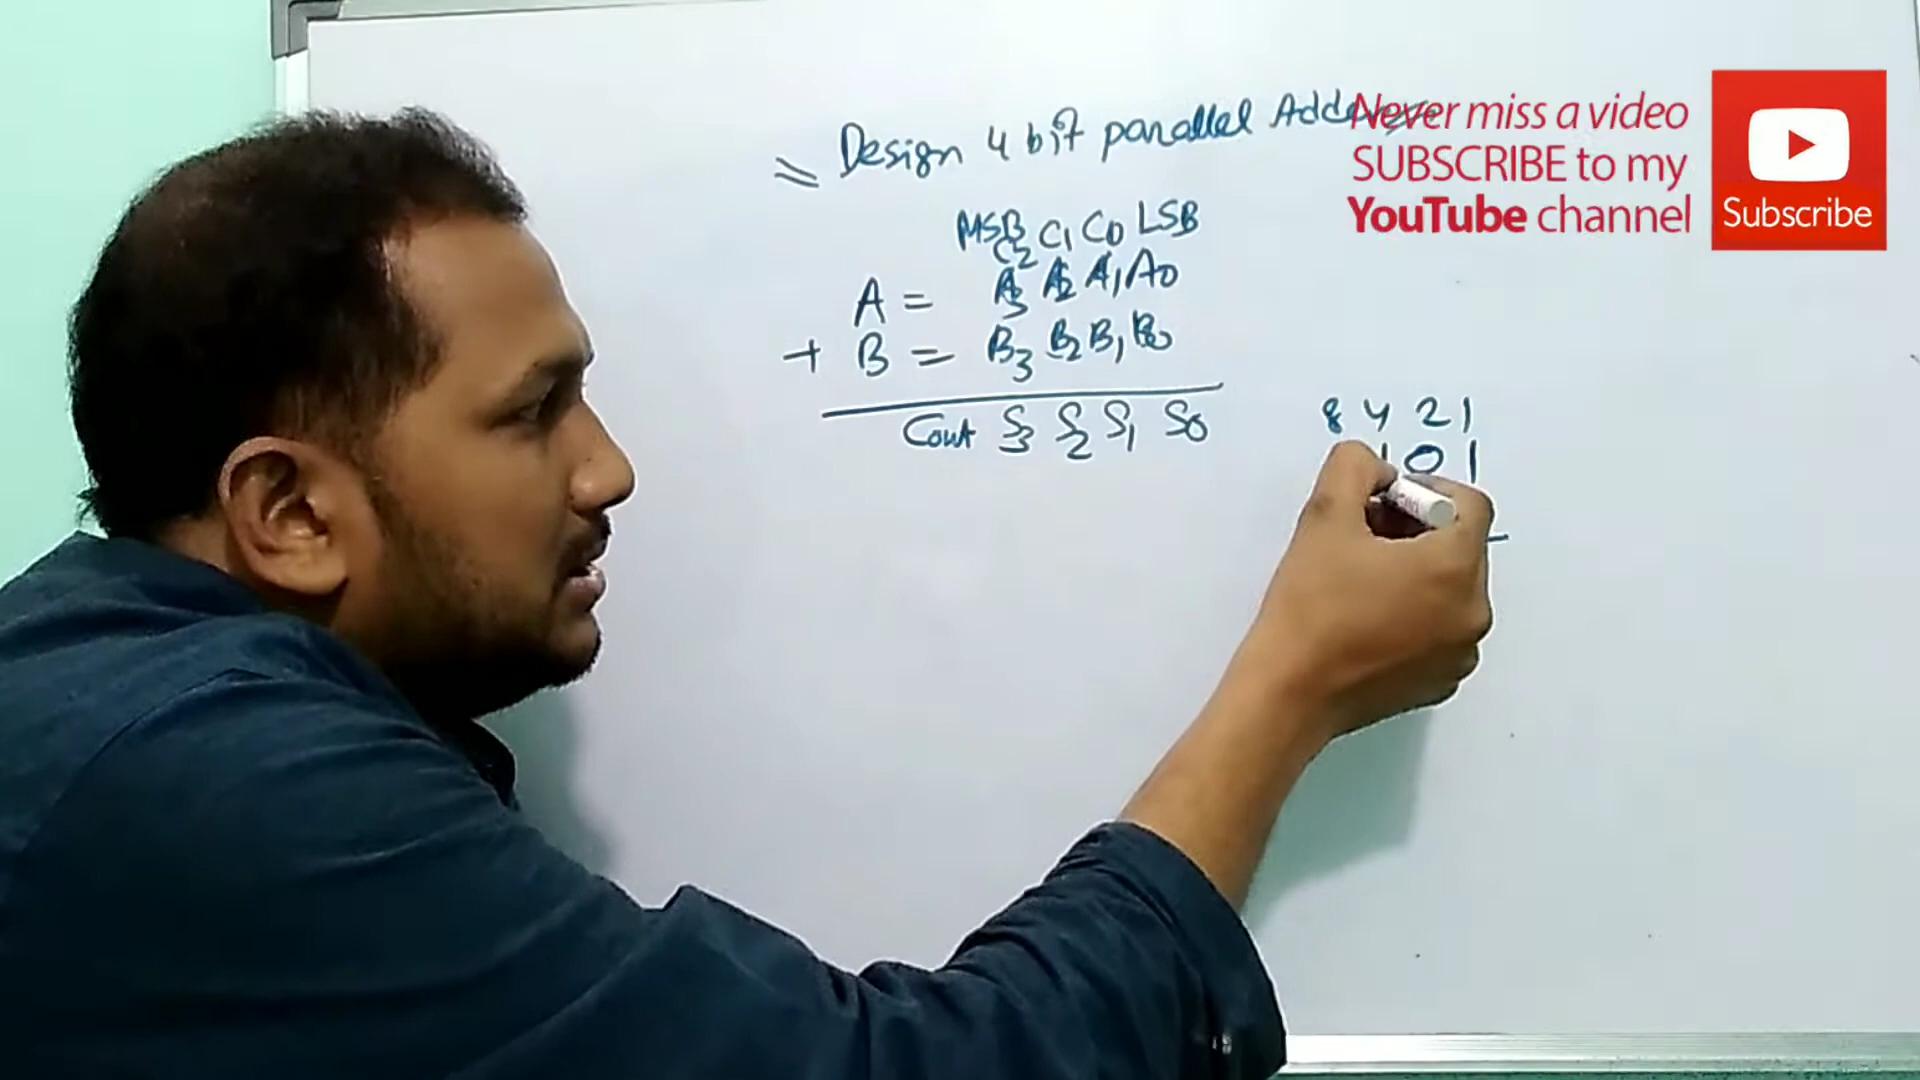 = Design 4 bit parallel Adder
MSB C1 C0 LSB
C2
A = A3 A2 A1 A0
+ B = B3 B2 B1 B0
Cout S3 S2 S1 S0
8 4 2 1
1 0 1
Never miss a video
SUBSCRIBE to my
YouTube channel
Subscribe